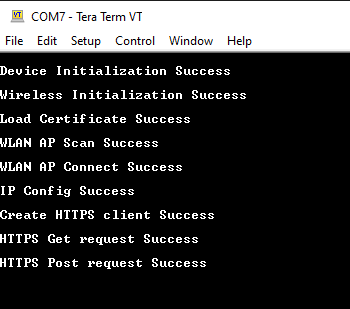 COM7 - Tera Term VT
File Edit Setup Control Window Help
Device Initialization Success
Wireless Initialization Success
Load Certificate Success
WLAN AP Scan Success
WLAN AP Connect Success
IP Config Success
Create HTTPS client Success
HTTPS Get request Success
HTTPS Post request Success